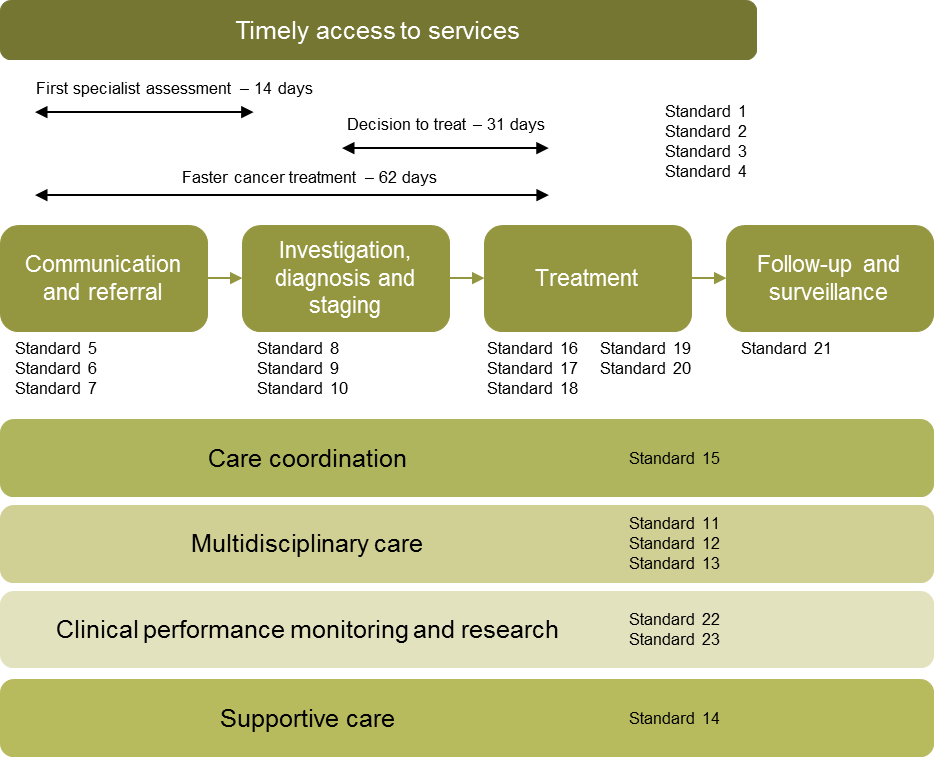 Timely access to services
First specialist assessment – 14 days
Decision to treat – 31 days
Faster cancer treatment – 62 days
Standard 1
Standard 2
Standard 3
Standard 4
Communication
and referral
Investigation,
diagnosis and
staging
Treatment
Follow-up and
surveillance
Standard 5
Standard 6
Standard 7
Standard 8
Standard 9
Standard 10
Standard 16
Standard 17
Standard 18
Standard 19
Standard 20
Standard 21
Care coordination
Standard 15
Multidisciplinary care
Standard 11
Standard 12
Standard 13
Clinical performance monitoring and research
Standard 22
Standard 23
Supportive care
Standard 14